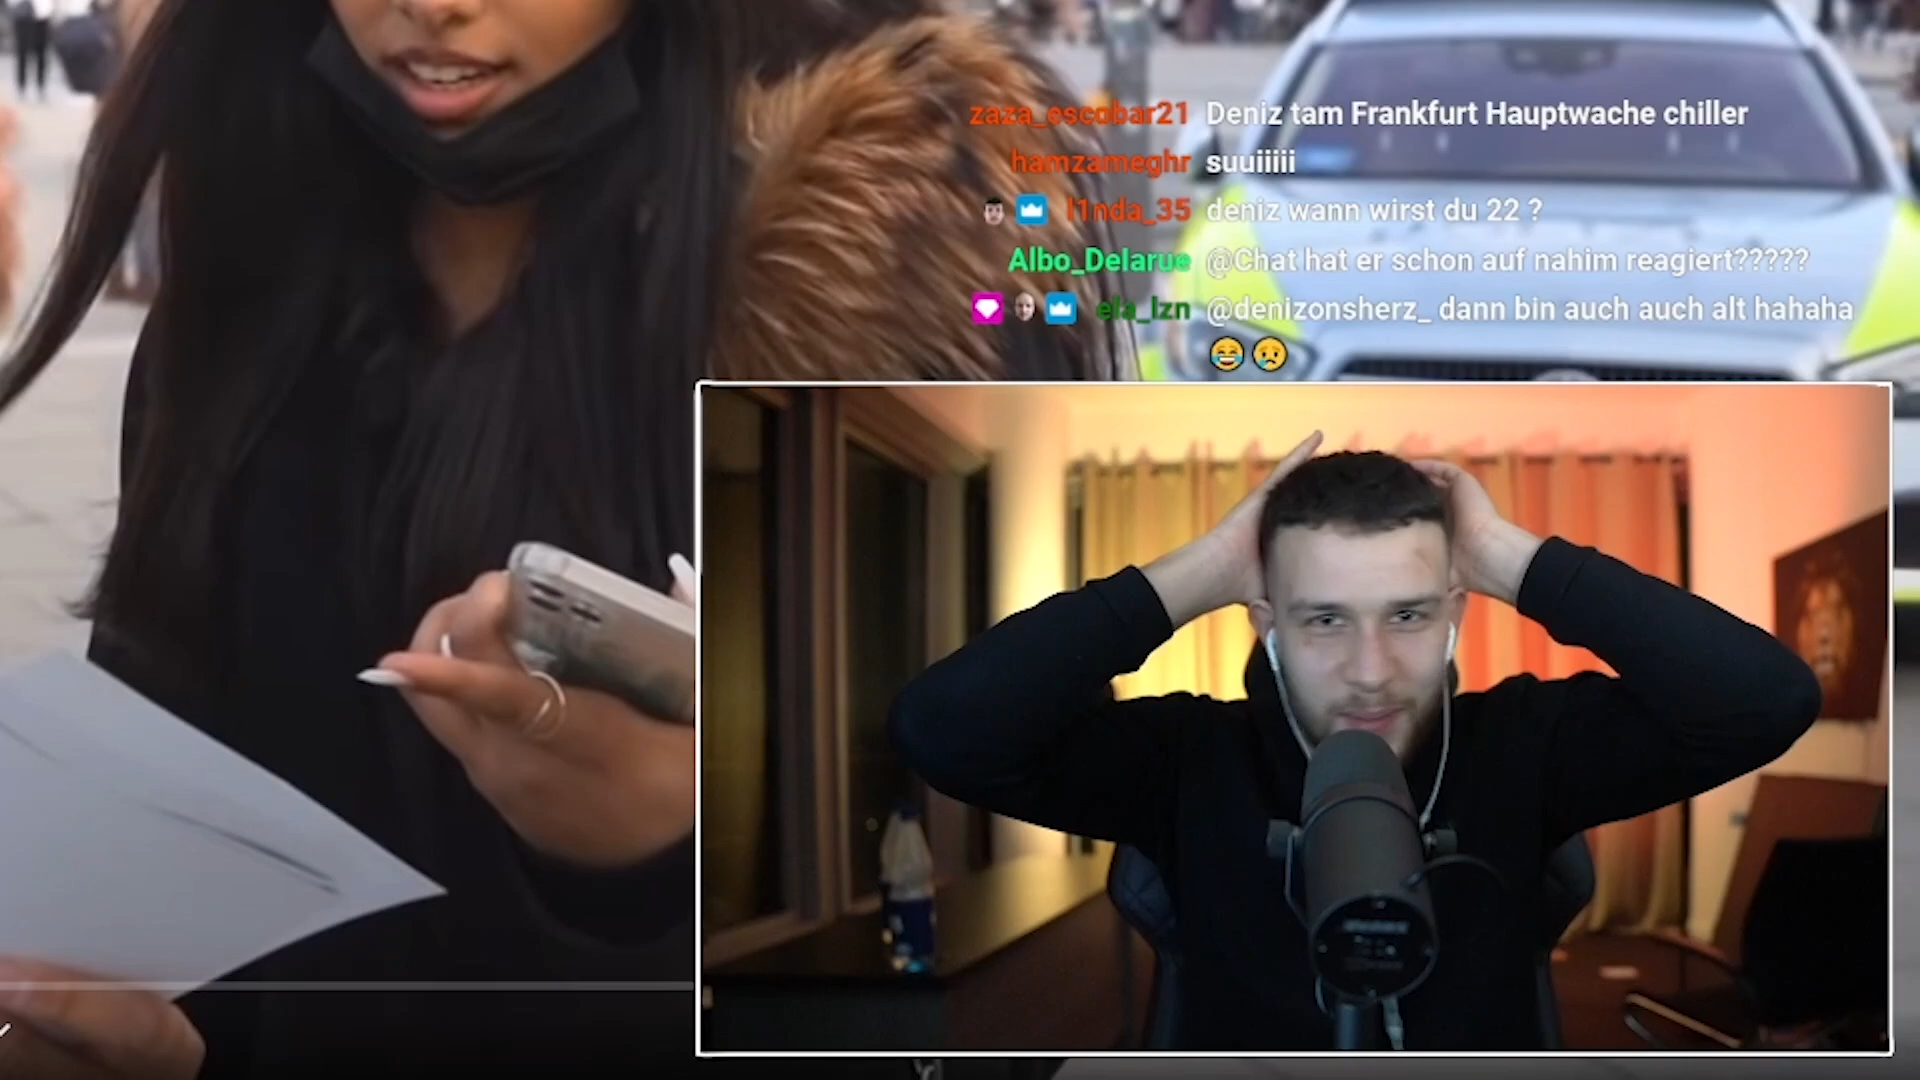 zaza_escobar21 Deniz tam Frankfurt Hauptwache chiller
hamzameghr suuiiiii
l1nda_35 deniz wann wirst du 22 ?
Albo_Delarue @Chat hat er schon auf nahim reagiert?????
ela_lzn @denizonsherz_ dann bin auch auch alt hahaha
😂😢